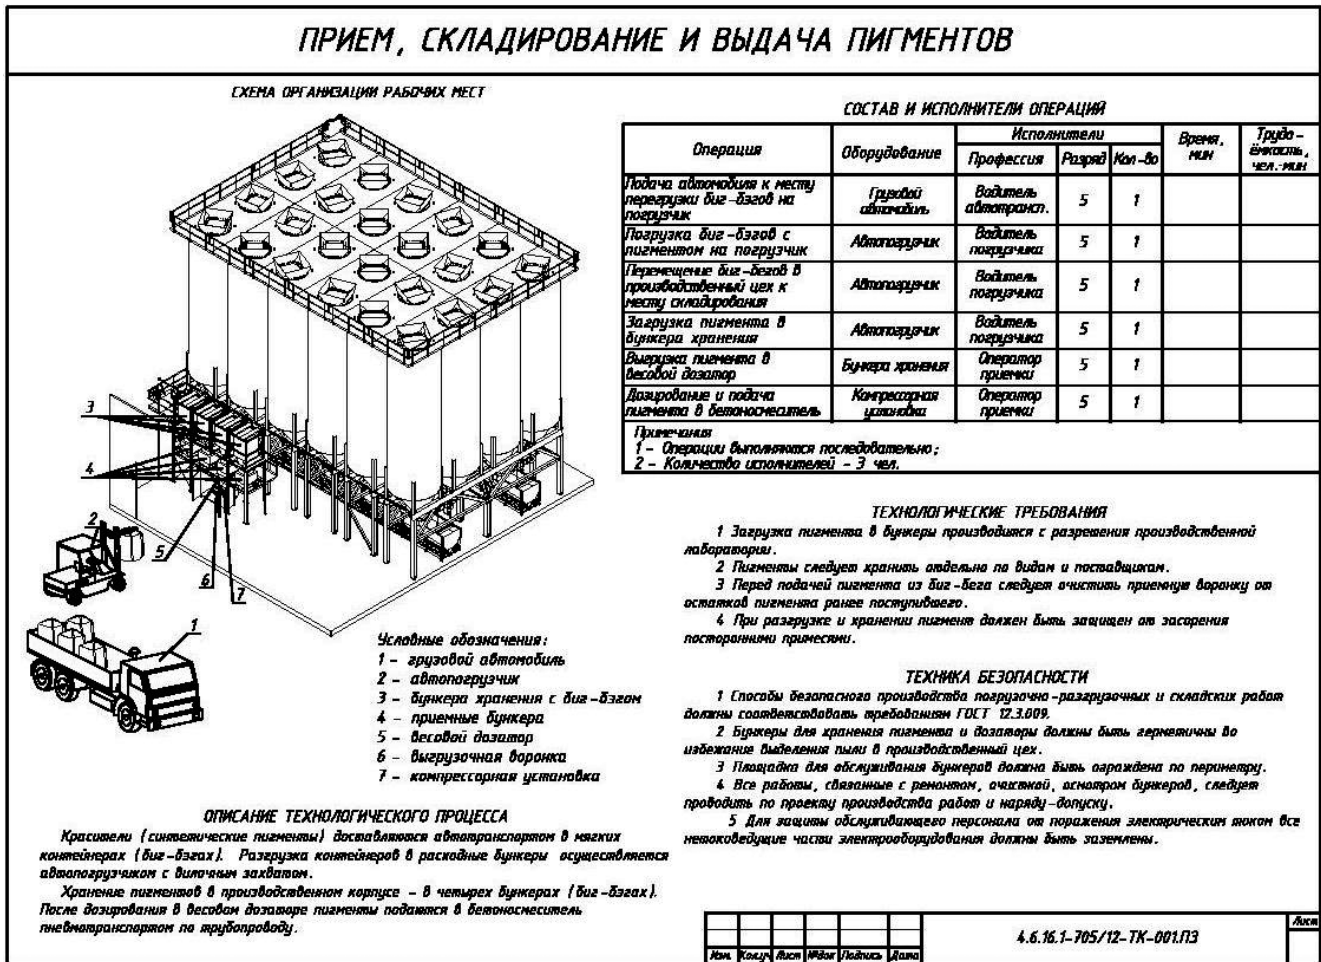 ПРИЕМ, СКЛАДИРОВАНИЕ И ВЫДАЧА ПИГМЕНТОВ
СХЕМА ОРГАНИЗАЦИИ РАБОЧИХ МЕСТ
3
4
2
5
6
7
1
Условные обозначения:
1 - грузовой автомобиль
2 - автопогрузчик
3 - бункера хранения с биг-бэгом
4 - приемные бункера
5 - весовой дозатор
6 - выгрузочная воронка
7 - компрессорная установка
ОПИСАНИЕ ТЕХНОЛОГИЧЕСКОГО ПРОЦЕССА
Красители (синтетические пигменты) доставляются автотранспортом в мягких
контейнерах (биг-бэгах). Разгрузка контейнеров в расходные бункеры осуществляется
автопогрузчиком с вилочным захватом.
Хранение пигментов в производственном корпусе - в четырех бункерах (биг-бэгах).
После дозирования в весовом дозаторе пигменты подаются в бетоносмеситель
пневмотранспортом по трубопроводу.
СОСТАВ И ИСПОЛНИТЕЛИ ОПЕРАЦИЙ
Операция Оборудование Исполнители Время, мин Трудо-ёмкость, чел.-мин
Профессия Разряд Кол-во
Подача автомобиля к месту
перегрузки биг-бэгов на
погрузчик
Грузовой
автомобиль
Водитель
автотрансп.
5 1
Погрузка биг-бэгов с
пигментом на погрузчик
Автопогрузчик
Водитель
погрузчика
5 1
Перемещение биг-бегов в
производственный цех к
месту складирования
Автопогрузчик
Водитель
погрузчика
5 1
Загрузка пигмента в
бункера хранения
Автопогрузчик
Водитель
погрузчика
5 1
Выгрузка пигмента в
весовой дозатор
Бункера хранения
Оператор
приемки
5 1
Дозирование и подача
пигмента в бетоносмеситель
Компрессорная
установка
Оператор
приемки
5 1
Примечания
1 - Операции выполняются последовательно;
2 - Количество исполнителей - 3 чел.
ТЕХНОЛОГИЧЕСКИЕ ТРЕБОВАНИЯ
1 Загрузка пигмента в бункеры производится с разрешения производственной
лаборатории.
2 Пигменты следует хранить отдельно по видам и поставщикам.
3 Перед подачей пигмента из биг-бега следует очистить приемную воронку от
остатков пигмента ранее поступившего.
4 При разгрузке и хранении пигмент должен быть защищен от засорения
посторонними примесями.
ТЕХНИКА БЕЗОПАСНОСТИ
1 Способы безопасного производства погрузочно-разгрузочных и складских работ
должны соответствовать требованиям ГОСТ 12.3.009.
2 Бункеры для хранения пигмента и дозаторы должны быть герметичны во
избежание выделения пыли в производственный цех.
3 Площадка для обслуживания бункеров должна быть ограждена по периметру.
4 Все работы, связанные с ремонтом, очисткой, осмотром бункеров, следует
проводить по проекту производства работ и наряду-допуску.
5 Для защиты обслуживающего персонала от поражения электрическим током все
нетоковедущие части электрооборудования должны быть заземлены.
Изм. Кол.уч Лист №док Подпись Дата
4.6.16.1-705/12-ТК-001.ПЗ
Лист